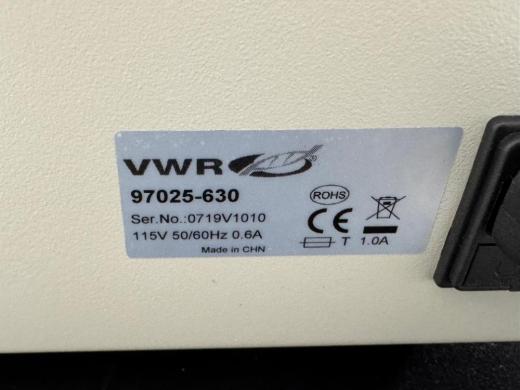 VWR
97025-630
ROHS
Ser.No.:0719V1010
CE
115V 50/60Hz 0.6A
T 1.0A
Made in CHN